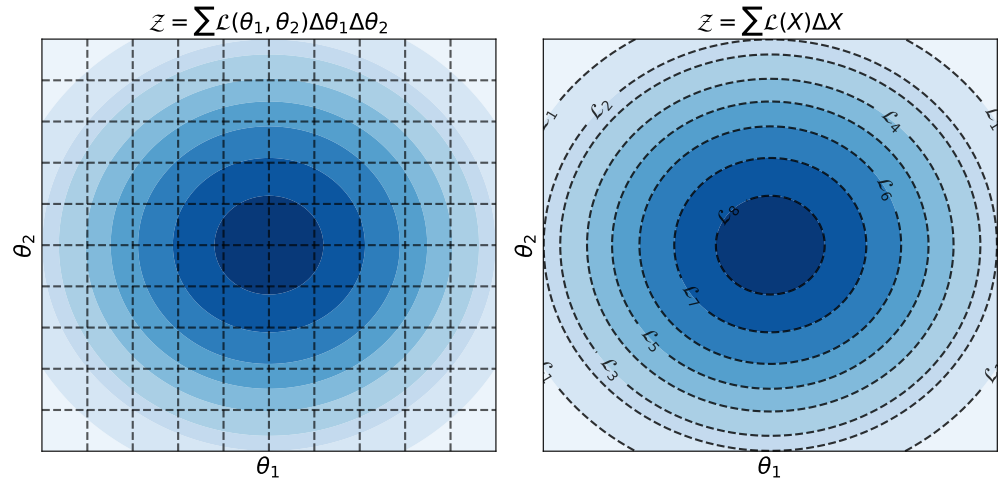 𝒵 = ∑ ℒ(θ₁, θ₂)Δθ₁Δθ₂
θ₂
θ₁
𝒵 = ∑ ℒ(X)ΔX
ℒ₁
ℒ₂
ℒ₁
ℒ₄
ℒ₆
ℒ₈
θ₂
ℒ₇
ℒ₅
ℒ₃
ℒ₁
θ₁